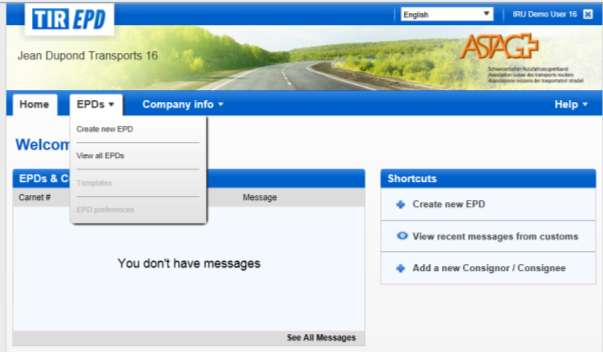 TIR EPD
English
IRU Demo User 16
Jean Dupond Transports 16
ASTAG
Schweizerischer Nutzfahrzeugverband
Association suisse des transports routiers
Associazione svizzera dei trasportatori stradali
Home
EPDs
Company info
Help
Create new EPD
View all EPDs
Templates
EPD preferences
Welcom
EPDs & C
Carnet #
Message
You don't have messages
See All Messages
Shortcuts
Create new EPD
View recent messages from customs
Add a new Consignor / Consignee